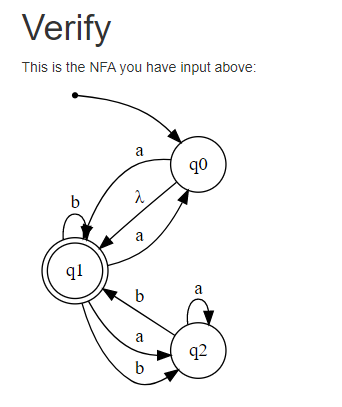 Verify
This is the NFA you have input above:
a
q0
λ
b
a
q1
b
a
a
q2
b